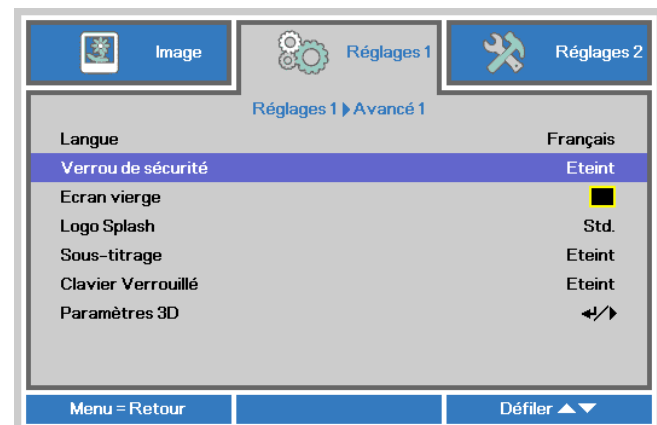 Image
Réglages 1
Réglages 2
Réglages 1 ▶ Avancé 1
Langue Français
Verrou de sécurité Eteint
Ecran vierge
Logo Splash Std.
Sous-titrage Eteint
Clavier Verrouillé Eteint
Paramètres 3D ↵/▶
Menu = Retour
Défiler ▲▼